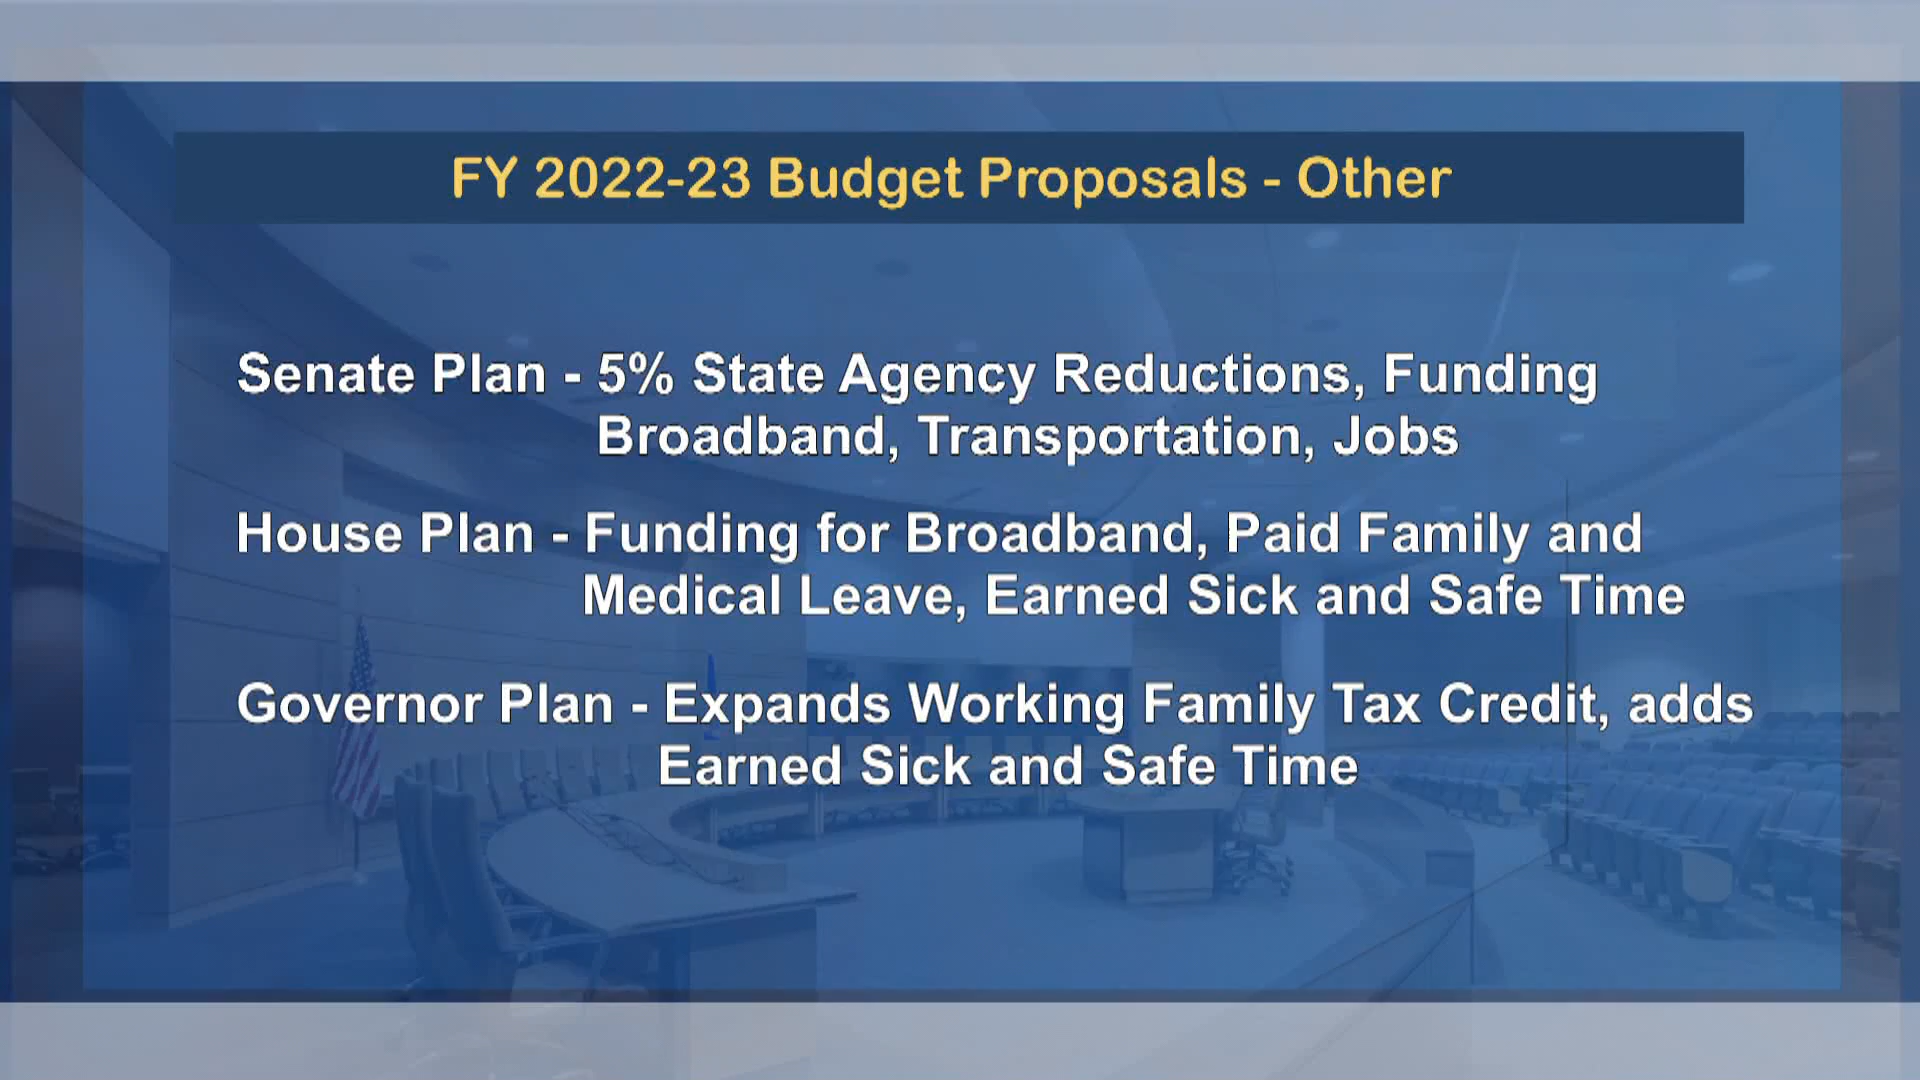 FY 2022-23 Budget Proposals - Other
Senate Plan - 5% State Agency Reductions, Funding
Broadband, Transportation, Jobs
House Plan - Funding for Broadband, Paid Family and
Medical Leave, Earned Sick and Safe Time
Governor Plan - Expands Working Family Tax Credit, adds
Earned Sick and Safe Time